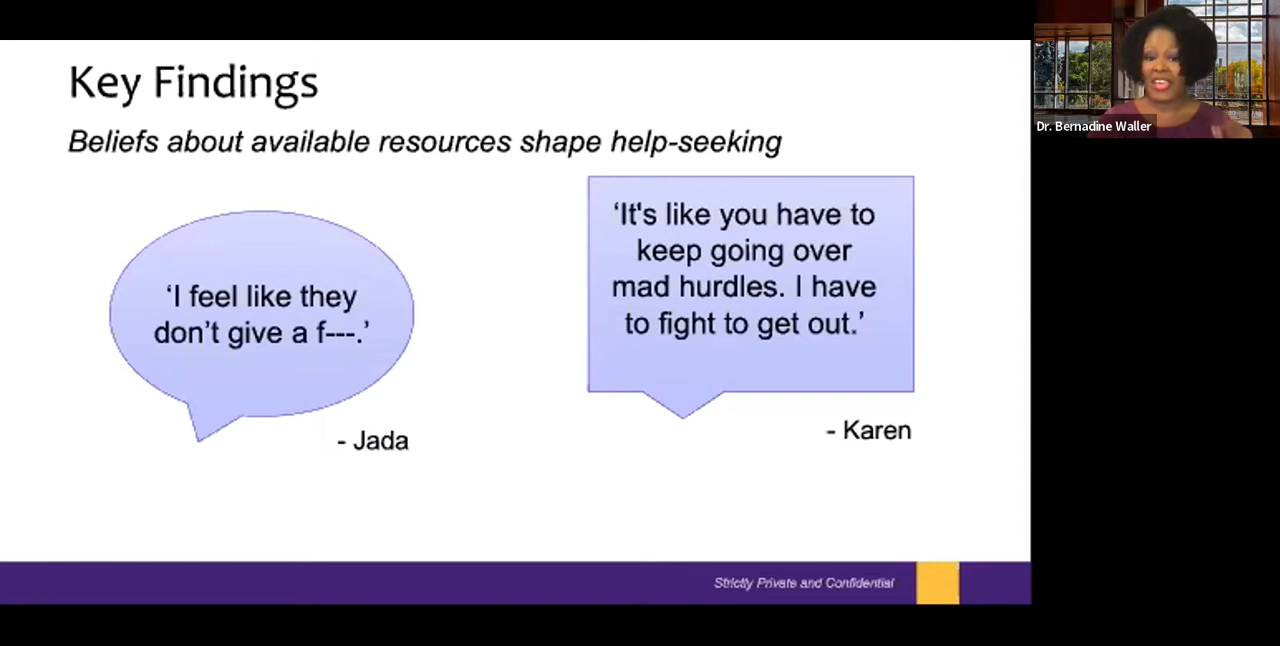 Key Findings
Beliefs about available resources shape help-seeking
‘I feel like they
don’t give a f---.’
- Jada
‘It's like you have to
keep going over
mad hurdles. I have
to fight to get out.’
- Karen
Strictly Private and Confidential
Dr. Bernadine Waller